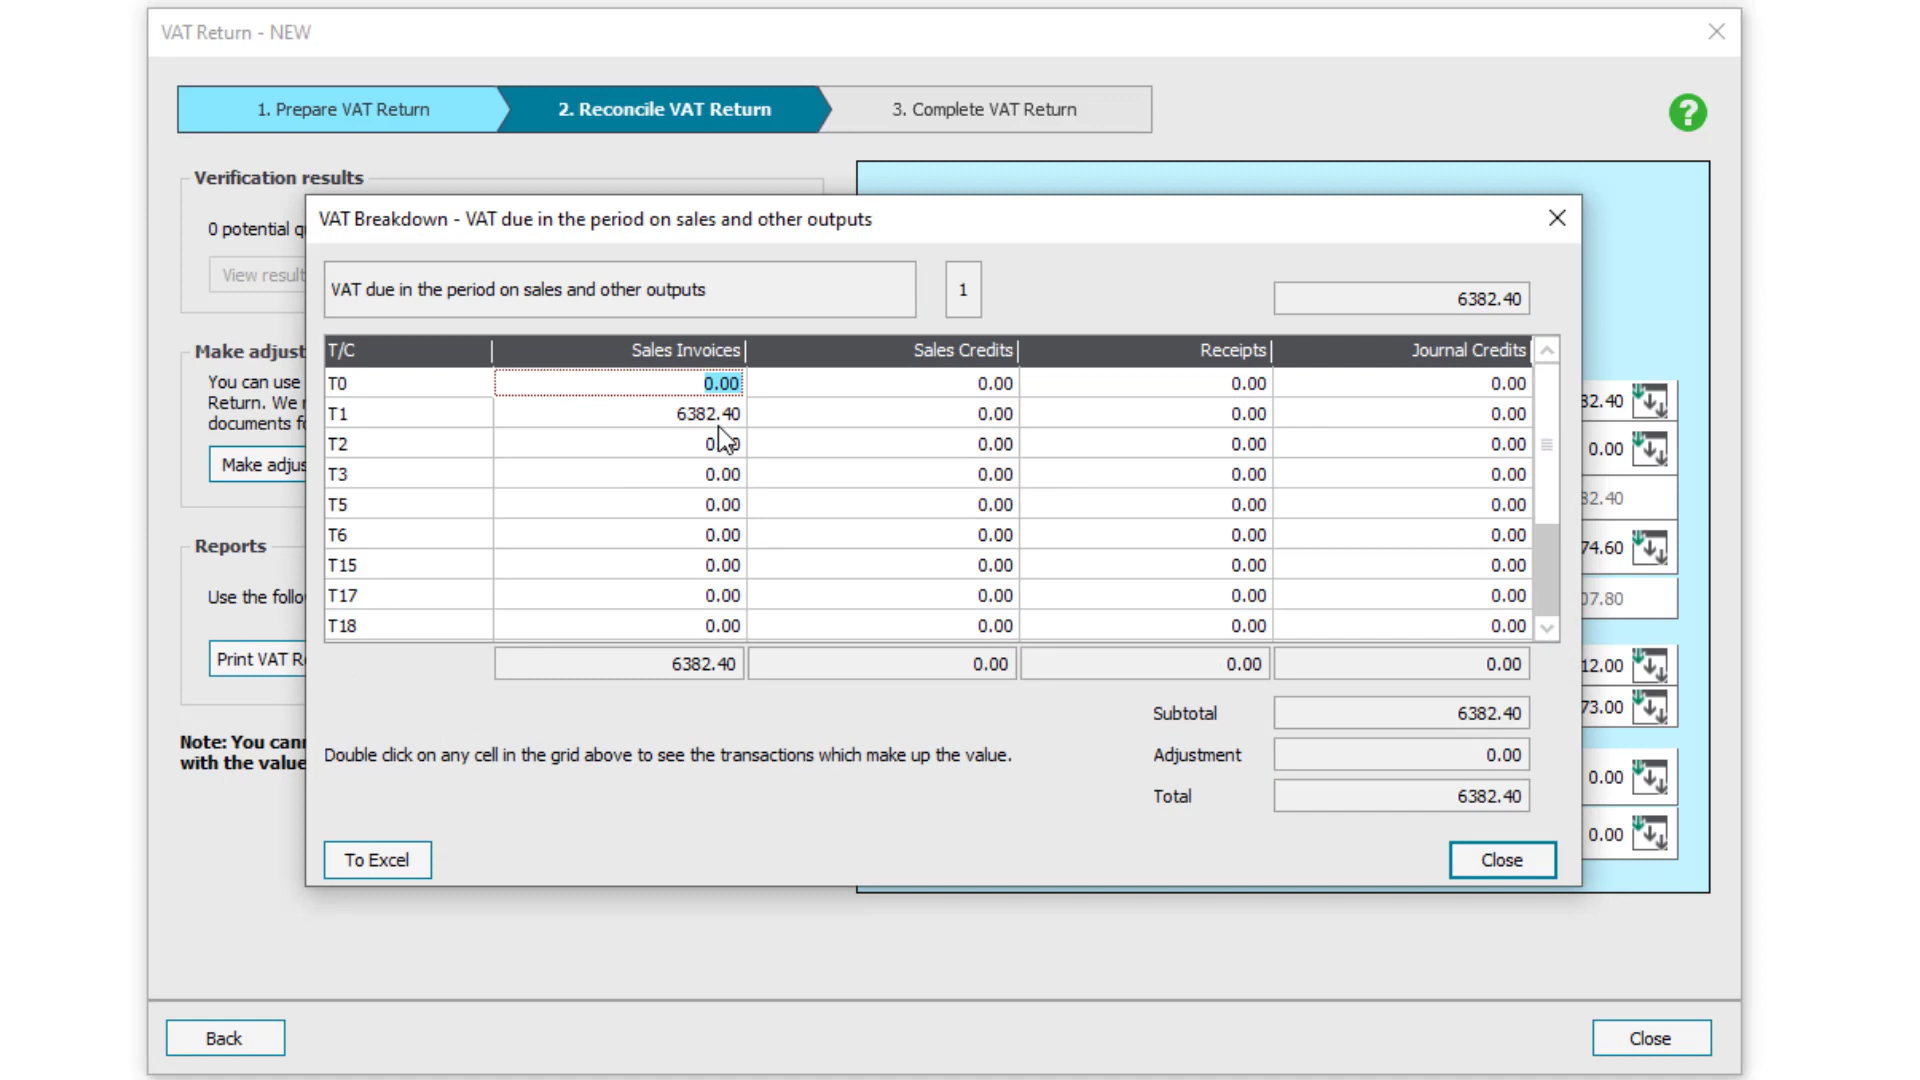 VAT Return - NEW
1. Prepare VAT Return
2. Reconcile VAT Return
3. Complete VAT Return
?
Verification results
0 potential
View
VAT Breakdown - VAT due in the period on sales and other outputs
VAT due in the period on sales and other outputs 1 6382.40
T/C Sales Invoices Sales Credits Receipts Journal Credits
T0 0.00 0.00 0.00 0.00
T1 6382.40 0.00 0.00 0.00
T2 0.00 0.00 0.00
T3 0.00 0.00 0.00 0.00
T5 0.00 0.00 0.00 0.00
T6 0.00 0.00 0.00 0.00
T15 0.00 0.00 0.00 0.00
T17 0.00 0.00 0.00 0.00
T18 0.00 0.00 0.00 0.00
6382.40 0.00 0.00 0.00
Subtotal 6382.40
Double click on any cell in the grid above to see the transactions which make up the value.
Adjustment 0.00
Total 6382.40
To Excel
Close
Make
You can use
Return. We
documents
Make
Reports
Use the
Print VAT
Note: You
with the
82.40
0.00
82.40
74.60
07.80
12.00
73.00
0.00
0.00
Back
Close